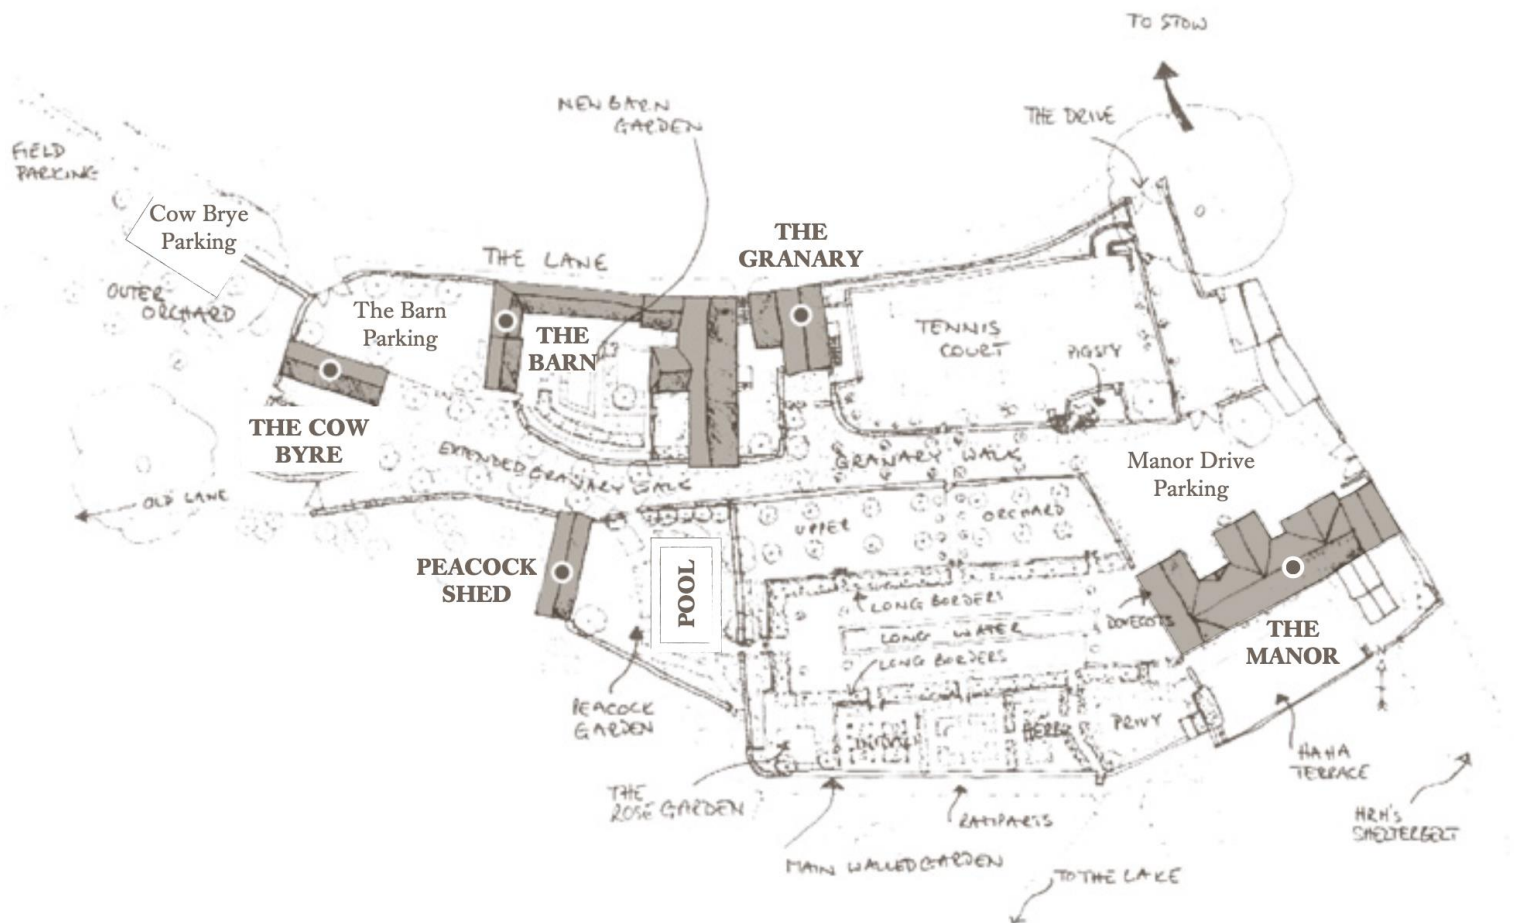 TO STOW
THE DRIVE
NEW BARN
GARDEN
FIELD
PARKING
Cow Brye
Parking
OUTER
ORCHARD
THE LANE
THE
GRANARY
The Barn
Parking
THE
BARN
TENNIS
COURT
PIGSTY
THE COW
BYRE
EXTENDED GRANARY WALK
GRANARY WALK
Manor Drive
Parking
OLD LANE
UPPER
ORCHARD
PEACOCK
SHED
POOL
LONG BORDERS
LONG WATER
LONG BORDERS
DOVECOTS
THE
MANOR
PEACOCK
GARDEN
HERB
PRIVY
THE
ROSE GARDEN
RAMPARTS
MAIN WALLED GARDEN
HAHA
TERRACE
HRH's
SHELTERBELT
TO THE LAKE